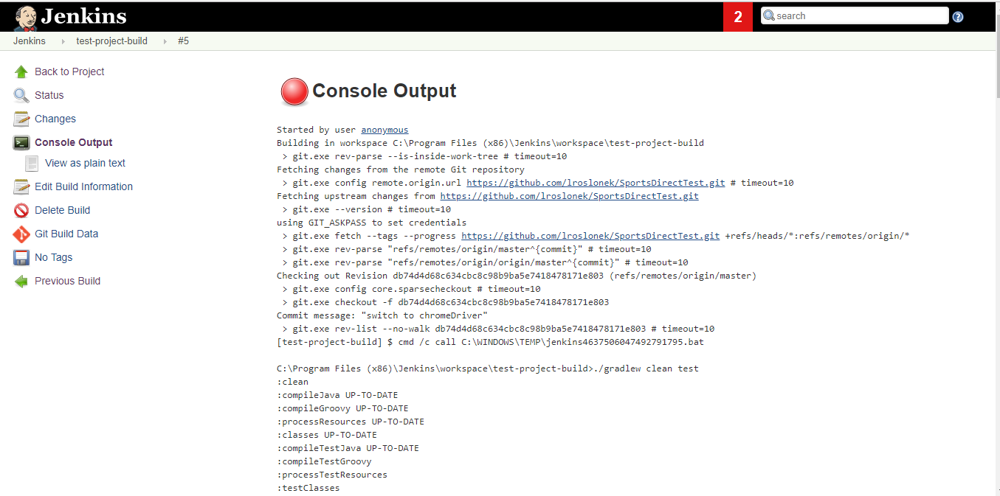 Jenkins
2
search
Jenkins
test-project-build
#5
Back to Project
Status
Changes
Console Output
View as plain text
Edit Build Information
Delete Build
Git Build Data
No Tags
Previous Build
Console Output
Started by user anonymous
Building in workspace C:\Program Files (x86)\Jenkins\workspace\test-project-build
> git.exe rev-parse --is-inside-work-tree # timeout=10
Fetching changes from the remote Git repository
> git.exe config remote.origin.url https://github.com/lroslonek/SportsDirectTest.git # timeout=10
Fetching upstream changes from https://github.com/lroslonek/SportsDirectTest.git
> git.exe --version # timeout=10
using GIT_ASKPASS to set credentials
> git.exe fetch --tags --progress https://github.com/lroslonek/SportsDirectTest.git +refs/heads/*:refs/remotes/origin/*
> git.exe rev-parse "refs/remotes/origin/master^{commit}" # timeout=10
> git.exe rev-parse "refs/remotes/origin/origin/master^{commit}" # timeout=10
Checking out Revision db74d4d68c634cbc8c98b9ba5e7418478171e803 (refs/remotes/origin/master)
> git.exe config core.sparsecheckout # timeout=10
> git.exe checkout -f db74d4d68c634cbc8c98b9ba5e7418478171e803
Commit message: "switch to chromeDriver"
> git.exe rev-list --no-walk db74d4d68c634cbc8c98b9ba5e7418478171e803 # timeout=10
[test-project-build] $ cmd /c call C:\WINDOWS\TEMP\jenkins4637506047492791795.bat
C:\Program Files (x86)\Jenkins\workspace\test-project-build>./gradlew clean test
:clean
:compileJava UP-TO-DATE
:compileGroovy UP-TO-DATE
:processResources UP-TO-DATE
:classes UP-TO-DATE
:compileTestJava UP-TO-DATE
:compileTestGroovy
:processTestResources
:testClasses